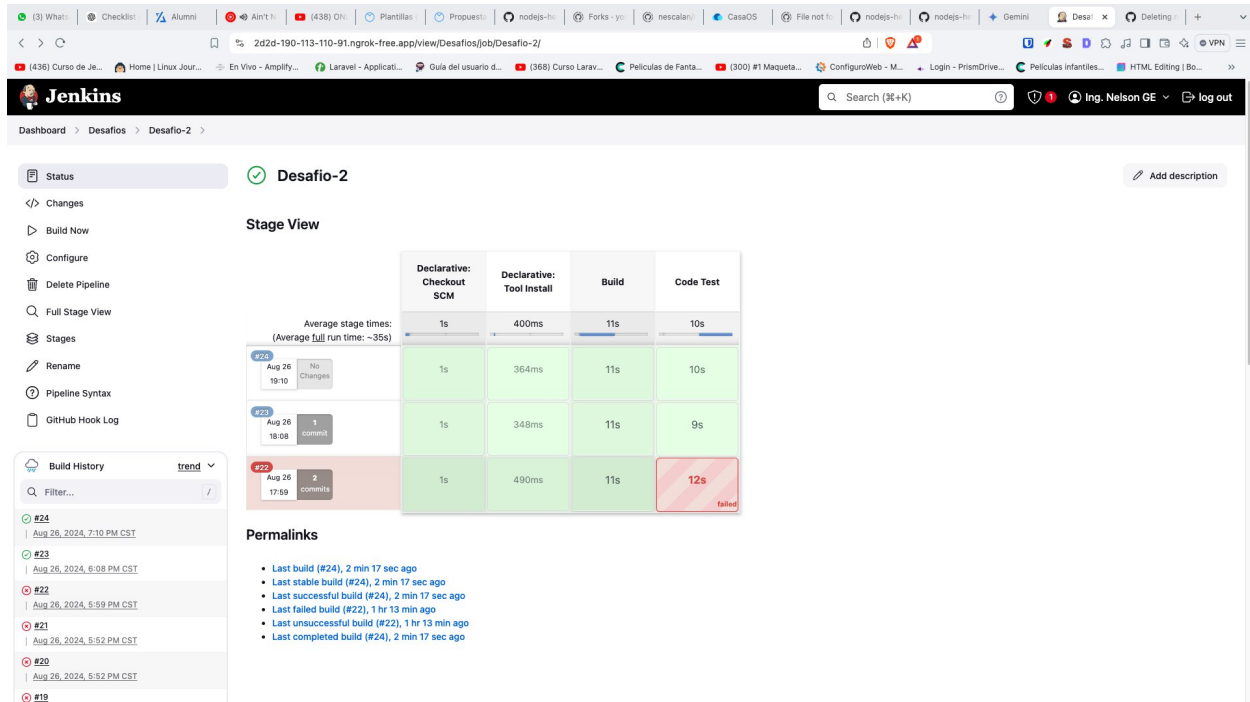 (3) Whats
Checklist
Alumni
Ain't N
(438) ON
Plantillas
Propuesta
nodejs-he
Forks - yo
nescalan/
CasaOS
File not fo
nodejs-he
nodejs-he
Gemini
Desaf
Deleting r
2d2d-190-113-110-91.ngrok-free.app/view/Desafios/job/Desafio-2/
VPN
(436) Curso de Je...
Home | Linux Jour...
En Vivo - Amplify...
Laravel - Applicati...
Guía del usuario d...
(368) Curso Larav...
Peliculas de Fanta...
(300) #1 Maqueta...
ConfiguroWeb - M...
Login - PrismDrive...
Peliculas infantiles...
HTML Editing | Bo...
Jenkins
Search (⌘+K)
1
Ing. Nelson GE
log out
Dashboard > Desafios > Desafio-2 >
Status
Changes
Build Now
Configure
Delete Pipeline
Full Stage View
Stages
Rename
Pipeline Syntax
GitHub Hook Log
Build History trend
Filter... /
#24
Aug 26, 2024, 7:10 PM CST
#23
Aug 26, 2024, 6:08 PM CST
#22
Aug 26, 2024, 5:59 PM CST
#21
Aug 26, 2024, 5:52 PM CST
#20
Aug 26, 2024, 5:52 PM CST
#19
Desafio-2
Add description
Stage View
Declarative: Checkout SCM
Declarative: Tool Install
Build
Code Test
Average stage times:
(Average full run time: ~35s)
1s 400ms 11s 10s
#24
Aug 26 19:10
No Changes
1s 364ms 11s 10s
#23
Aug 26 18:08
1 commit
1s 348ms 11s 9s
#22
Aug 26 17:59
2 commits
1s 490ms 11s 12s
failed
Permalinks
Last build (#24), 2 min 17 sec ago
Last stable build (#24), 2 min 17 sec ago
Last successful build (#24), 2 min 17 sec ago
Last failed build (#22), 1 hr 13 min ago
Last unsuccessful build (#22), 1 hr 13 min ago
Last completed build (#24), 2 min 17 sec ago